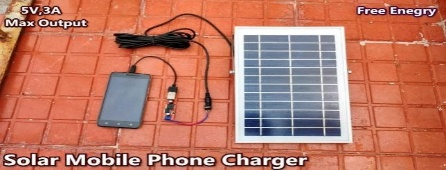 5V,3A
Max Output
Free Enegry
Solar Mobile Phone Charger